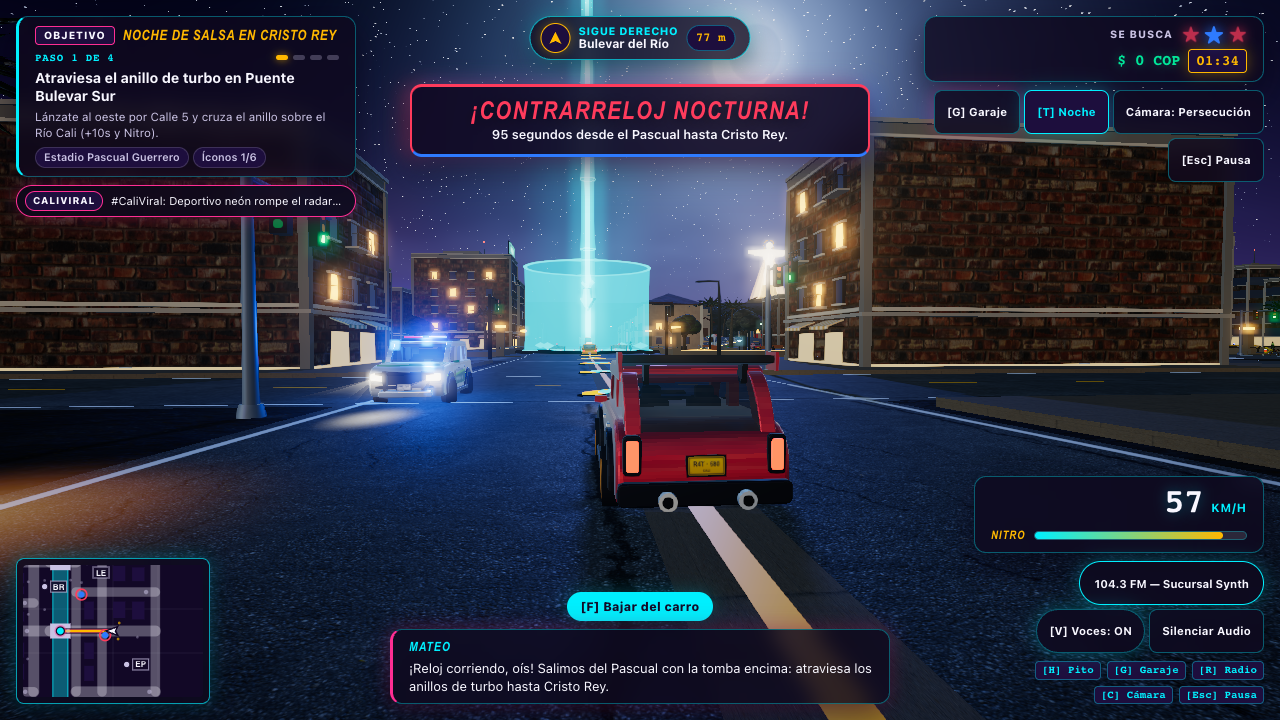 OBJETIVO NOCHE DE SALSA EN CRISTO REY
PASO 1 DE 4
Atraviesa el anillo de turbo en Puente
Bulevar Sur
Lánzate al oeste por Calle 5 y cruza el anillo sobre el
Río Cali (+10s y Nitro).
Estadio Pascual Guerrero Íconos 1/6
CALIVIRAL #CaliViral: Deportivo neón rompe el radar...
SIGUE DERECHO
Bulevar del Río
77 m
¡CONTRARRELOJ NOCTURNA!
95 segundos desde el Pascual hasta Cristo Rey.
SE BUSCA
$ 0 COP 01:34
[G] Garaje [T] Noche Cámara: Persecución
[Esc] Pausa
57 KM/H
NITRO
104.3 FM — Sucursal Synth
[V] Voces: ON Silenciar Audio
[H] Pito [G] Garaje [R] Radio
[C] Cámara [Esc] Pausa
[F] Bajar del carro
MATEO
¡Reloj corriendo, oís! Salimos del Pascual con la tomba encima: atraviesa los
anillos de turbo hasta Cristo Rey.
LE
BR
EP